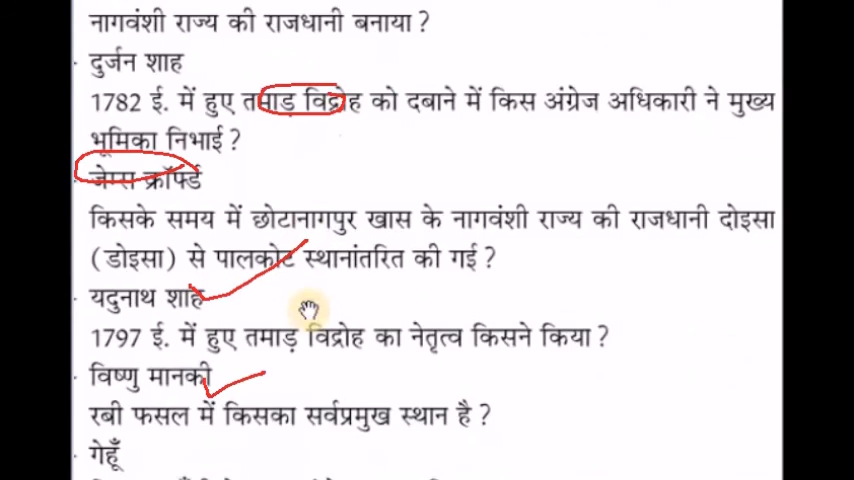 नागवंशी राज्य की राजधानी बनाया ?
· दुर्जन शाह
1782 ई. में हुए तमाड़ विद्रोह को दबाने में किस अंग्रेज अधिकारी ने मुख्य
भूमिका निभाई ?
· जेम्स क्रॉफर्ड
किसके समय में छोटानागपुर खास के नागवंशी राज्य की राजधानी दोइसा
(डोइसा) से पालकोट स्थानांतरित की गई ?
· यदुनाथ शाह
1797 ई. में हुए तमाड़ विद्रोह का नेतृत्व किसने किया ?
· विष्णु मानकी
रबी फसल में किसका सर्वप्रमुख स्थान है ?
· गेहूँ